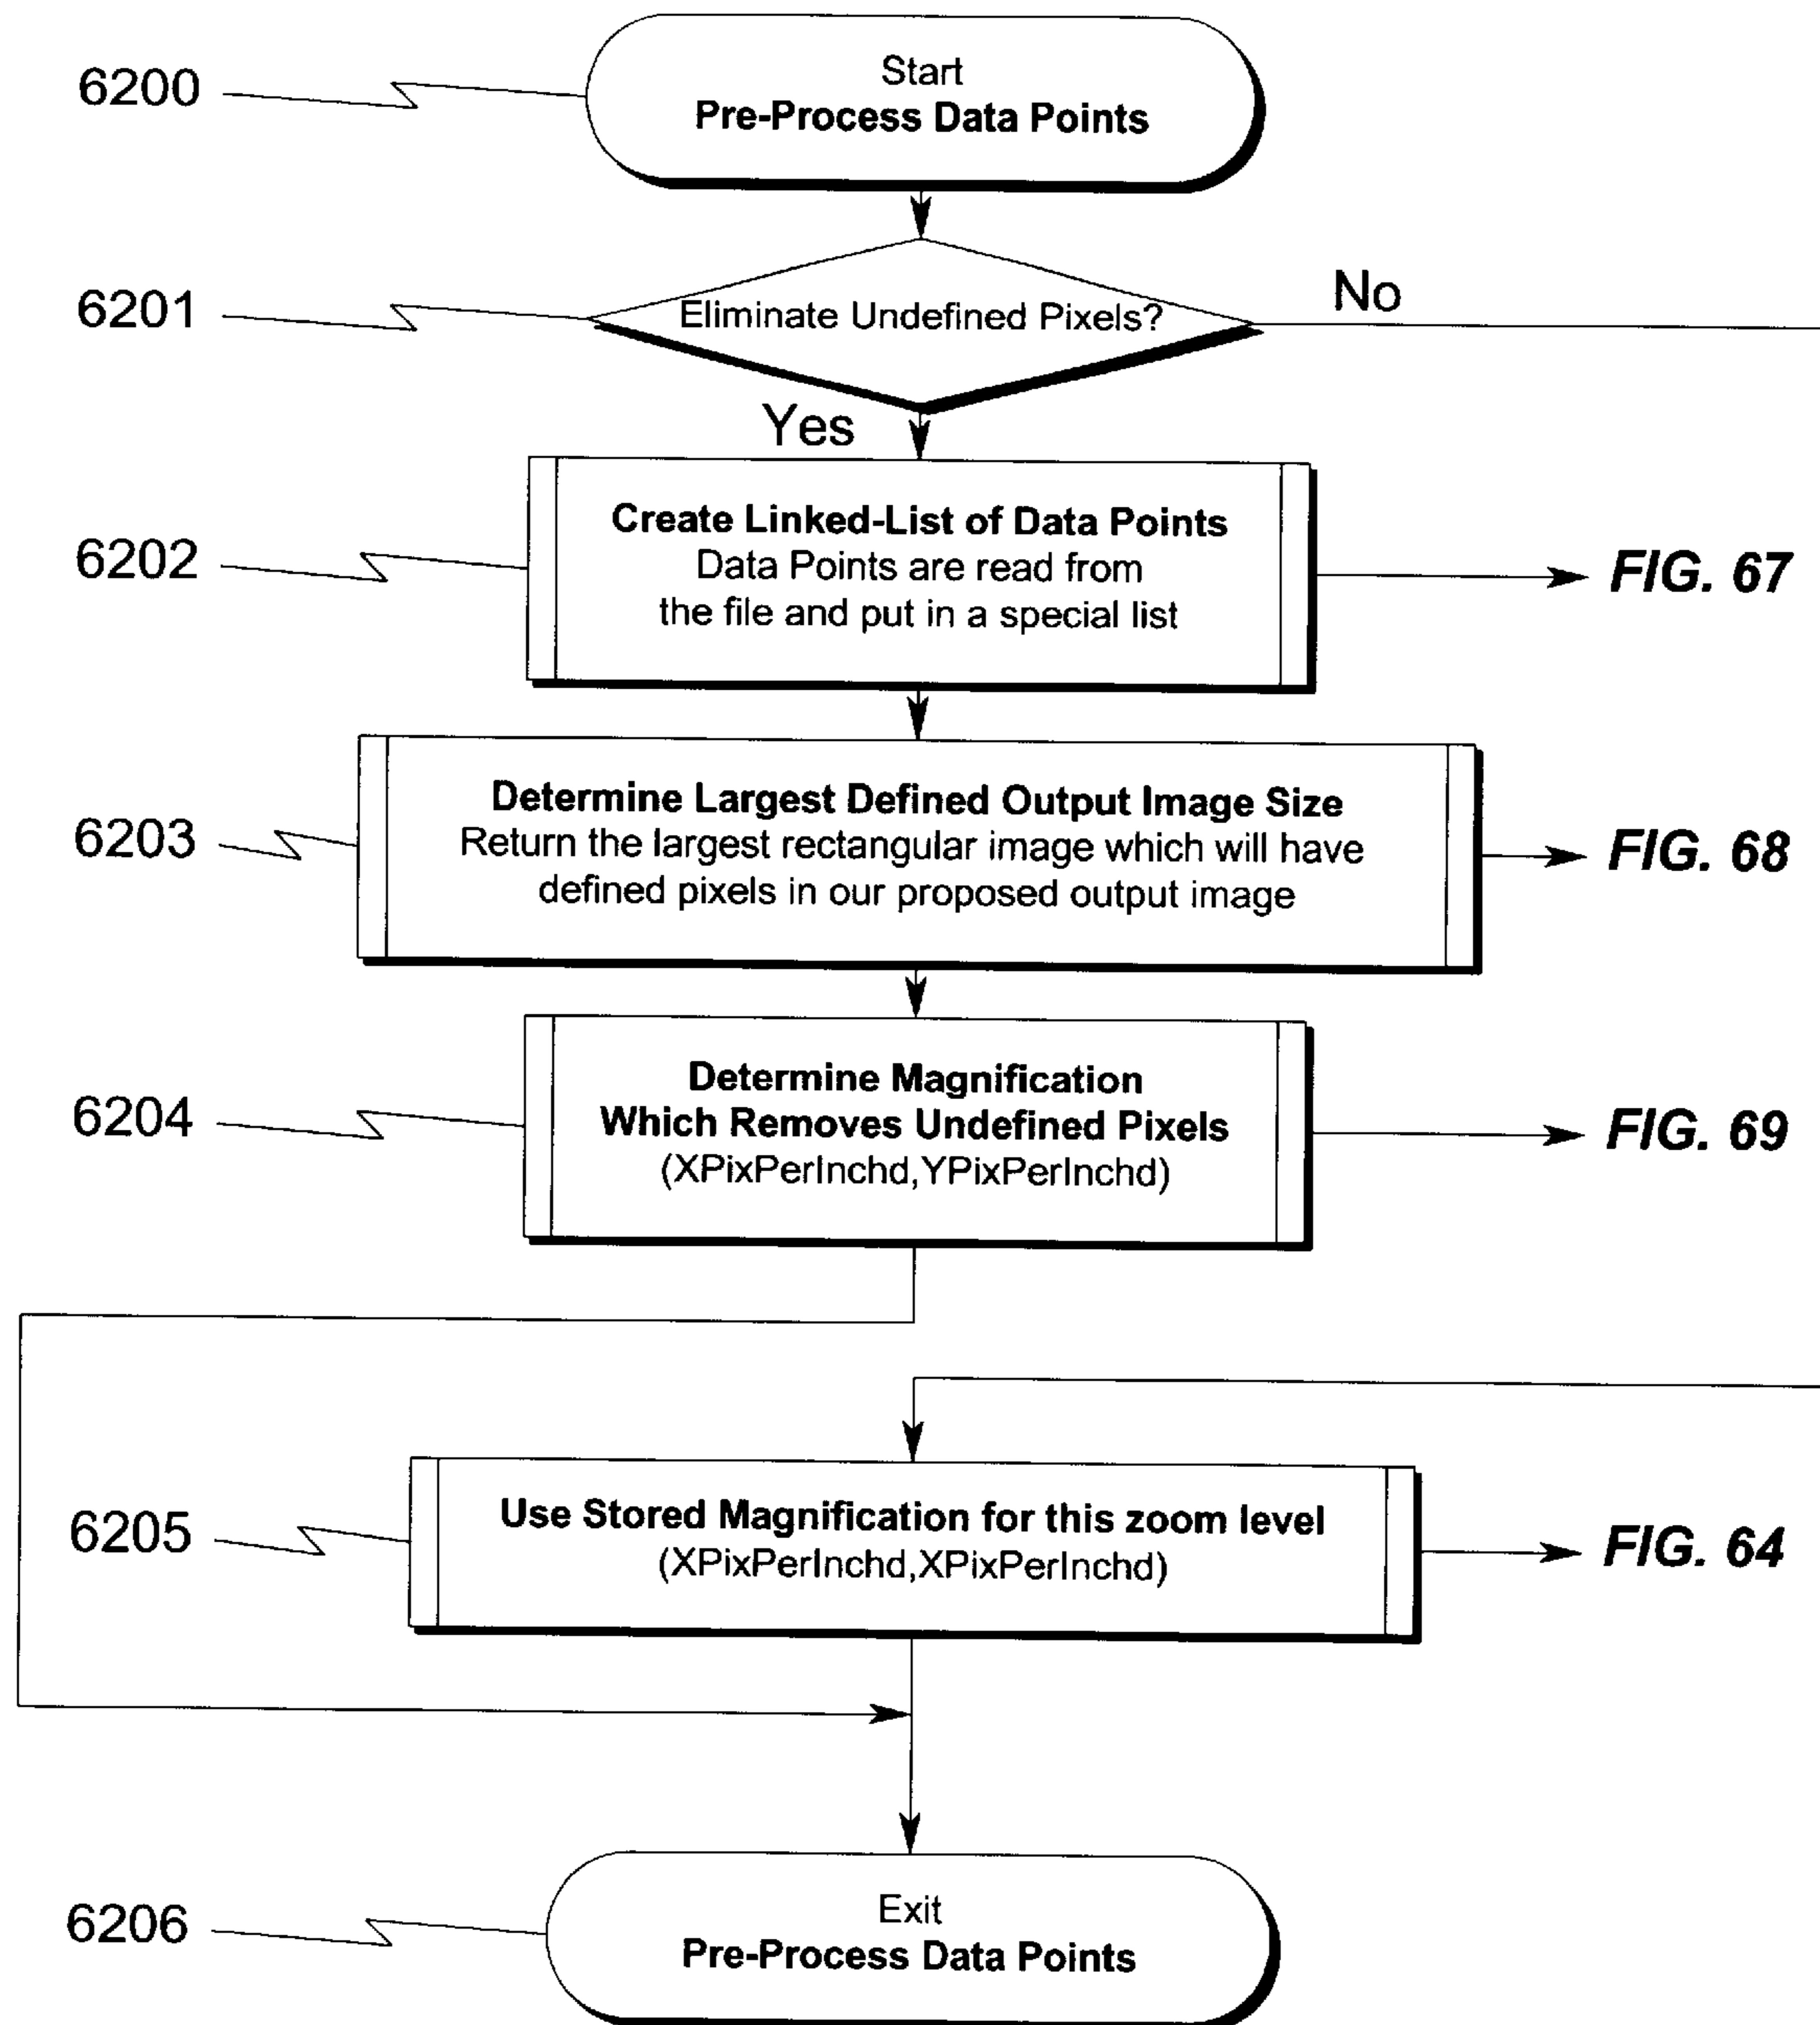 6200
Start
Pre-Process Data Points
6201
Eliminate Undefined Pixels?
No
Yes
6202
Create Linked-List of Data Points
Data Points are read from
the file and put in a special list
FIG. 67
6203
Determine Largest Defined Output Image Size
Return the largest rectangular image which will have
defined pixels in our proposed output image
FIG. 68
6204
Determine Magnification
Which Removes Undefined Pixels
(XPixPerInchd,YPixPerInchd)
FIG. 69
6205
Use Stored Magnification for this zoom level
(XPixPerInchd,XPixPerInchd)
FIG. 64
6206
Exit
Pre-Process Data Points